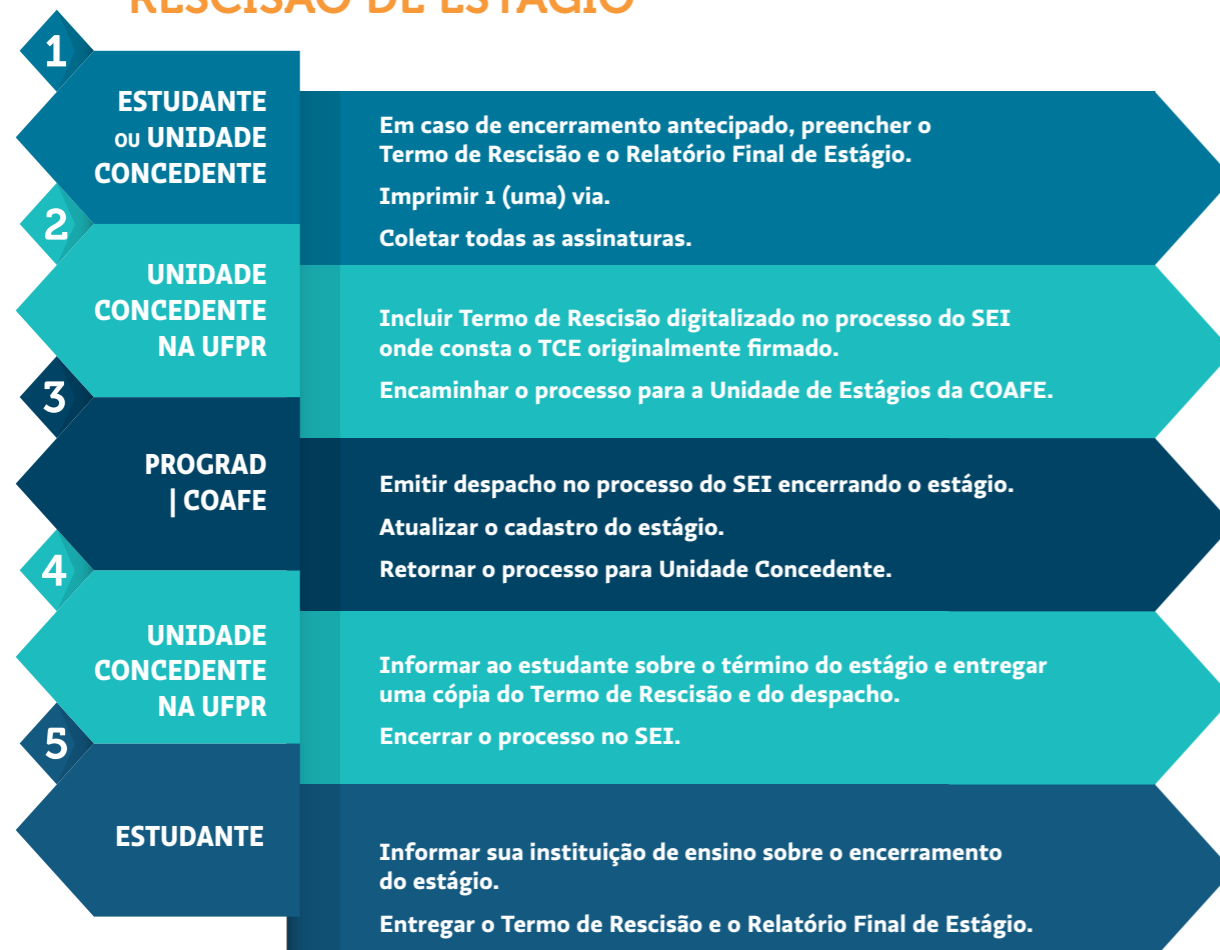 RESCISÃO DE ESTÁGIO
1
ESTUDANTE
OU UNIDADE
CONCEDENTE
Em caso de encerramento antecipado, preencher o
Termo de Rescisão e o Relatório Final de Estágio.
Imprimir 1 (uma) via.
Coletar todas as assinaturas.
2
UNIDADE
CONCEDENTE
NA UFPR
Incluir Termo de Rescisão digitalizado no processo do SEI
onde consta o TCE originalmente firmado.
Encaminhar o processo para a Unidade de Estágios da COAFE.
3
PROGRAD
| COAFE
Emitir despacho no processo do SEI encerrando o estágio.
Atualizar o cadastro do estágio.
Retornar o processo para Unidade Concedente.
4
UNIDADE
CONCEDENTE
NA UFPR
Informar ao estudante sobre o término do estágio e entregar
uma cópia do Termo de Rescisão e do despacho.
Encerrar o processo no SEI.
5
ESTUDANTE
Informar sua instituição de ensino sobre o encerramento
do estágio.
Entregar o Termo de Rescisão e o Relatório Final de Estágio.